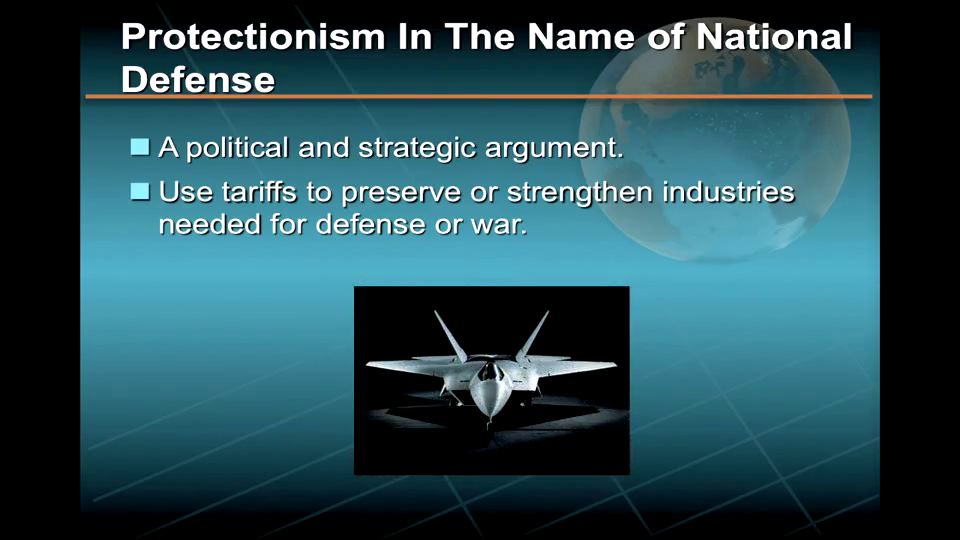 Protectionism In The Name of National
Defense
A political and strategic argument.
Use tariffs to preserve or strengthen industries
needed for defense or war.